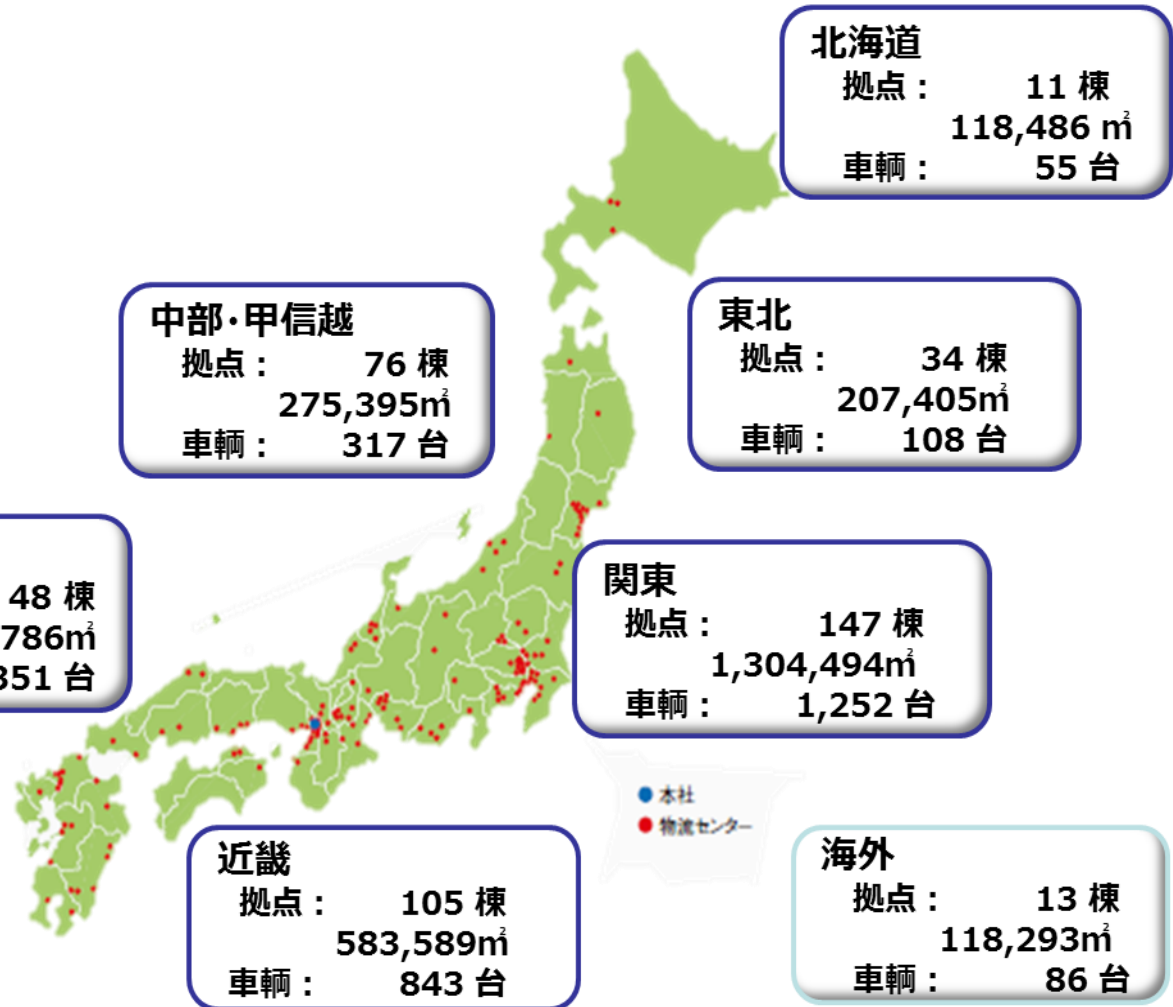 北海道
拠点： 11 棟
118,486 ㎡
車輌： 55 台
中部・甲信越
拠点： 76 棟
275,395㎡
車輌： 317 台
東北
拠点： 34 棟
207,405㎡
車輌： 108 台
48 棟
786㎡
351 台
関東
拠点： 147 棟
1,304,494㎡
車輌： 1,252 台
本社
物流センター
近畿
拠点： 105 棟
583,589㎡
車輌： 843 台
海外
拠点： 13 棟
118,293㎡
車輌： 86 台